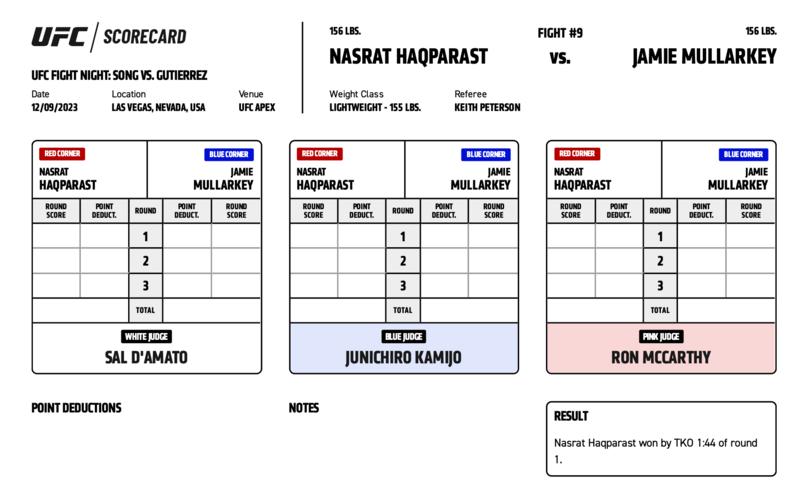 UFC / SCORECARD
UFC FIGHT NIGHT: SONG VS. GUTIERREZ
Date Location Venue
12/09/2023 LAS VEGAS, NEVADA, USA UFC APEX
156 LBS. FIGHT #9 156 LBS.
NASRAT HAQPARAST VS. JAMIE MULLARKEY
Weight Class Referee
LIGHTWEIGHT - 155 LBS. KEITH PETERSON
RED CORNER BLUE CORNER
NASRAT JAMIE
HAQPARAST MULLARKEY
ROUND SCORE POINT DEDUCT. ROUND POINT DEDUCT. ROUND SCORE
1
2
3
TOTAL
WHITE JUDGE
SAL D'AMATO
RED CORNER BLUE CORNER
NASRAT JAMIE
HAQPARAST MULLARKEY
ROUND SCORE POINT DEDUCT. ROUND POINT DEDUCT. ROUND SCORE
1
2
3
TOTAL
BLUE JUDGE
JUNICHIRO KAMIJO
RED CORNER BLUE CORNER
NASRAT JAMIE
HAQPARAST MULLARKEY
ROUND SCORE POINT DEDUCT. ROUND POINT DEDUCT. ROUND SCORE
1
2
3
TOTAL
PINK JUDGE
RON MCCARTHY
POINT DEDUCTIONS
NOTES
RESULT
Nasrat Haqparast won by TKO 1:44 of round
1.